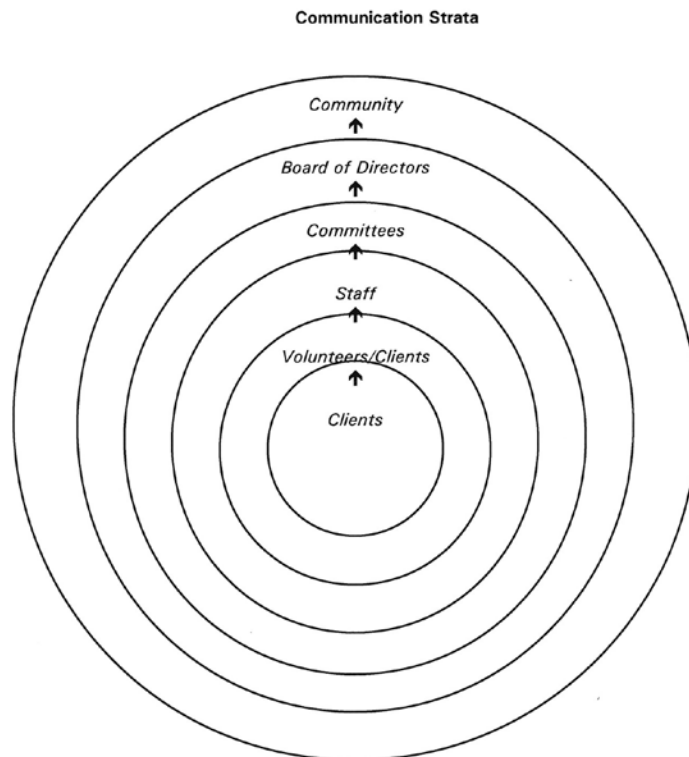 Communication Strata
Community
Board of Directors
Committees
Staff
Volunteers/Clients
Clients